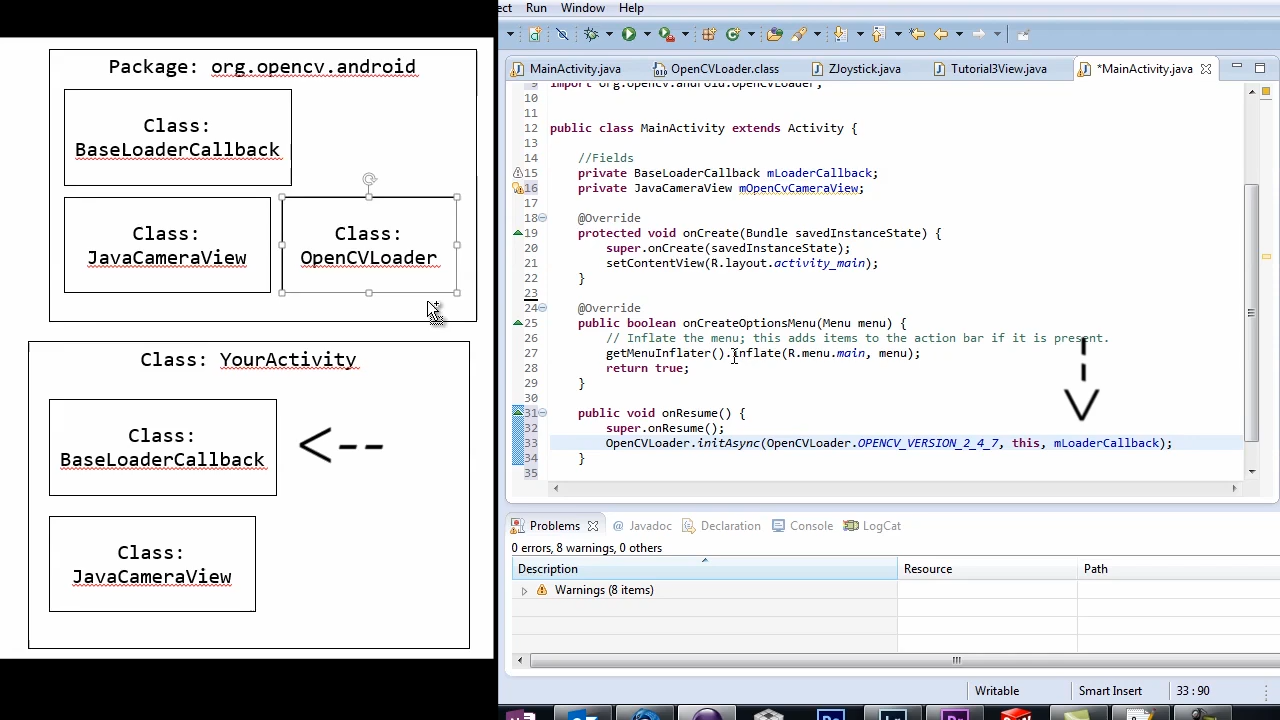 Package: org.opencv.android
Class:
BaseLoaderCallback
Class:
JavaCameraView
Class:
OpenCVLoader
Class: YourActivity
Class:
BaseLoaderCallback
<--
Class:
JavaCameraView
ect Run Window Help
MainActivity.java OpenCVLoader.class ZJoystick.java Tutorial3View.java *MainActivity.java
9 import org.opencv.android.OpenCVLoader;
10
11
12 public class MainActivity extends Activity {
13
14 //Fields
15 private BaseLoaderCallback mLoaderCallback;
16 private JavaCameraView mOpenCvCameraView;
17
18 @Override
19 protected void onCreate(Bundle savedInstanceState) {
20 super.onCreate(savedInstanceState);
21 setContentView(R.layout.activity_main);
22 }
23
24 @Override
25 public boolean onCreateOptionsMenu(Menu menu) {
26 // Inflate the menu; this adds items to the action bar if it is present.
27 getMenuInflater().inflate(R.menu.main, menu);
28 return true;
29 }
30
31 public void onResume() {
32 super.onResume();
33 OpenCVLoader.initAsync(OpenCVLoader.OPENCV_VERSION_2_4_7, this, mLoaderCallback);
34 }
35
Problems Javadoc Declaration Console LogCat
0 errors, 8 warnings, 0 others
Description Resource Path
Warnings (8 items)
Writable Smart Insert 33 : 90